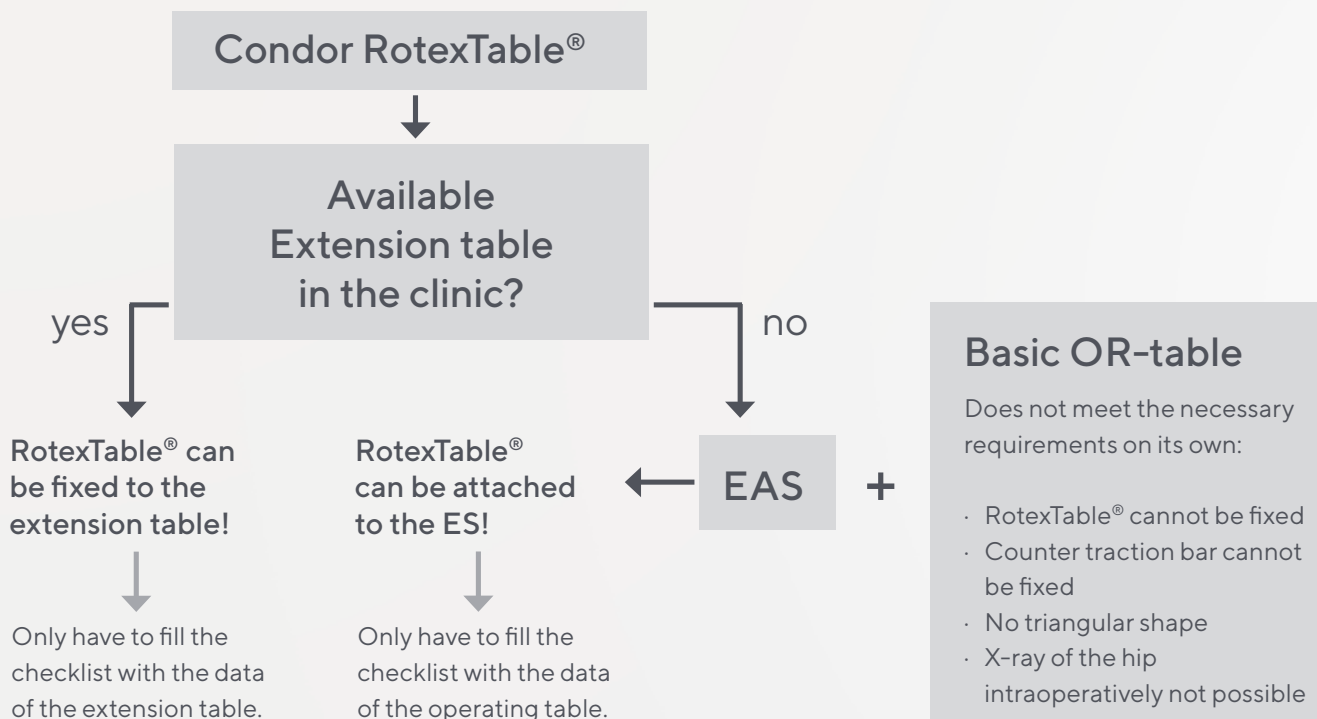 Condor RotexTable®
Available
Extension table
in the clinic?
yes
no
RotexTable® can
be fixed to the
extension table!
Only have to fill the
checklist with the data
of the extension table.
RotexTable®
can be attached
to the ES!
Only have to fill the
checklist with the data
of the operating table.
EAS
+
Basic OR-table
Does not meet the necessary
requirements on its own:
· RotexTable® cannot be fixed
· Counter traction bar cannot
be fixed
· No triangular shape
· X-ray of the hip
intraoperatively not possible